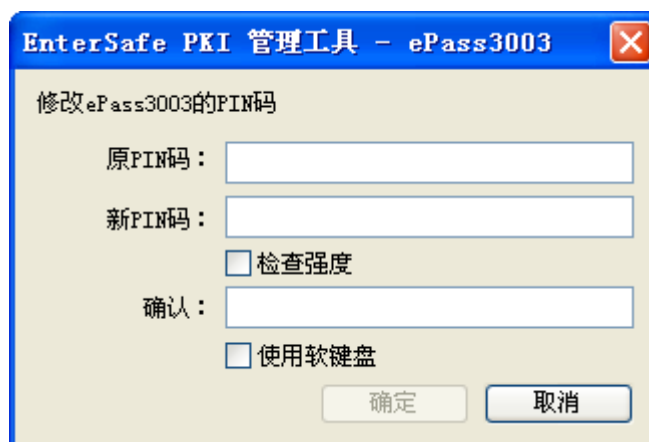 EnterSafe PKI 管理工具 - ePass3003
修改ePass3003的PIN码
原PIN码：
新PIN码：
检查强度
确认：
使用软键盘
确定 取消